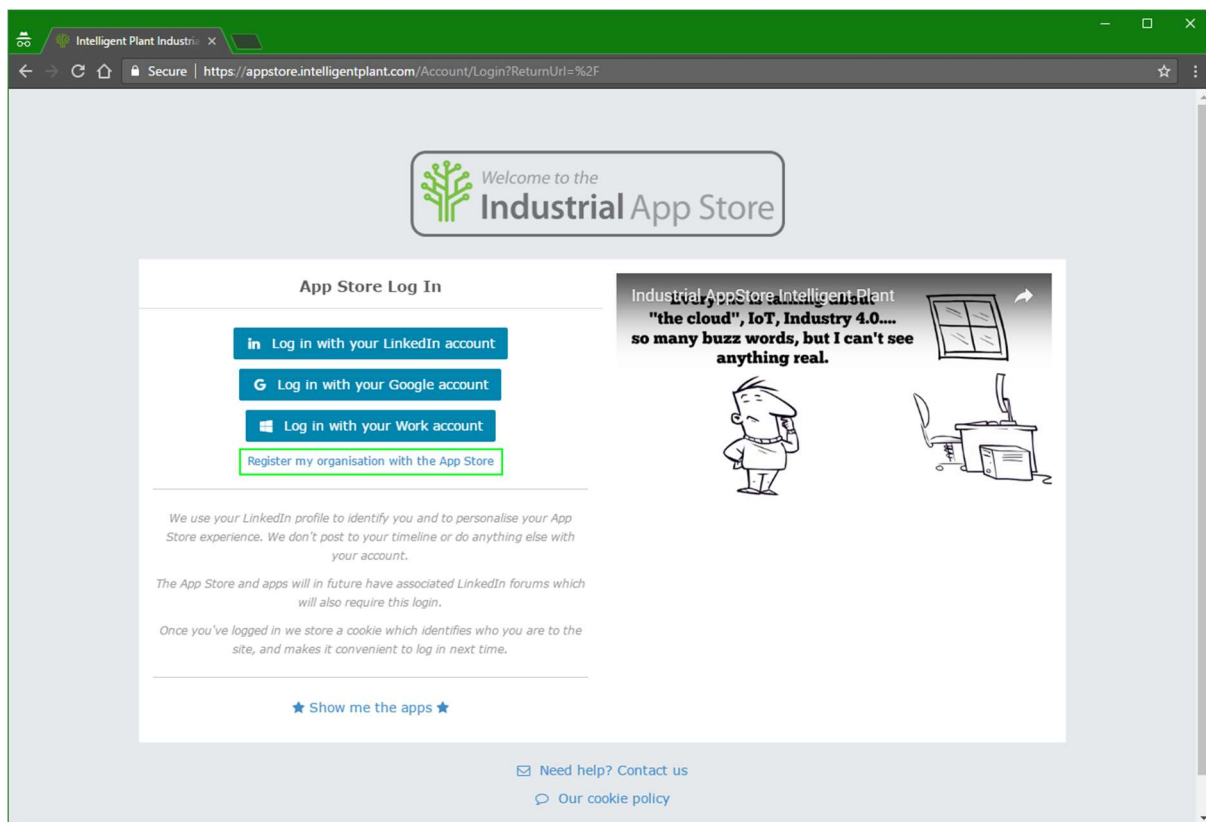 Intelligent Plant Industria
Secure | https://appstore.intelligentplant.com/Account/Login?ReturnUrl=%2F
Welcome to the
Industrial App Store
App Store Log In
in Log in with your LinkedIn account
G Log in with your Google account
Log in with your Work account
Register my organisation with the App Store
We use your LinkedIn profile to identify you and to personalise your App
Store experience. We don't post to your timeline or do anything else with
your account.
The App Store and apps will in future have associated LinkedIn forums which
will also require this login.
Once you've logged in we store a cookie which identifies who you are to the
site, and makes it convenient to log in next time.
Show me the apps
Industrial AppStore Intelligent Plant
"the cloud", IoT, Industry 4.0....
so many buzz words, but I can't see
anything real.
Need help? Contact us
Our cookie policy